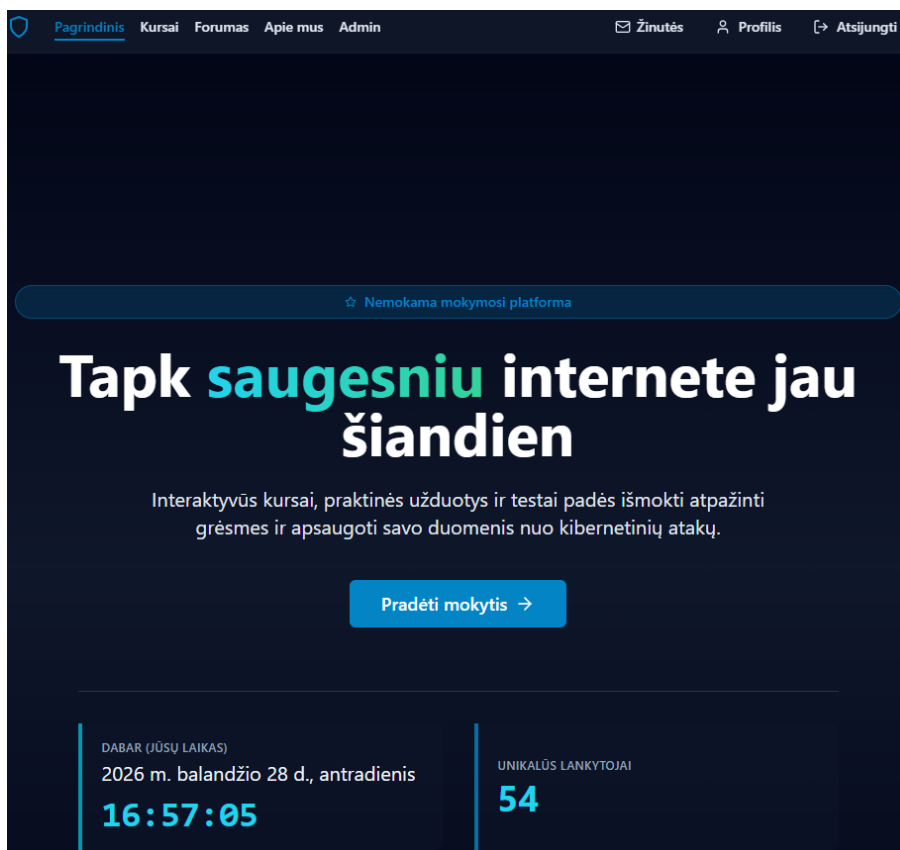 Pagrindinis Kursai Forumas Apie mus Admin Žinutės Profilis Atsijungti
Nemokama mokymosi platforma
Tapk saugesniu internete jau
šiandien
Interaktyvūs kursai, praktinės užduotys ir testai padės išmokti atpažinti
grėsmes ir apsaugoti savo duomenis nuo kibernetinių atakų.
Pradėti mokytis →
DABAR (JŪSŲ LAIKAS)
2026 m. balandžio 28 d., antradienis
16:57:05
UNIKALŪS LANKYTOJAI
54